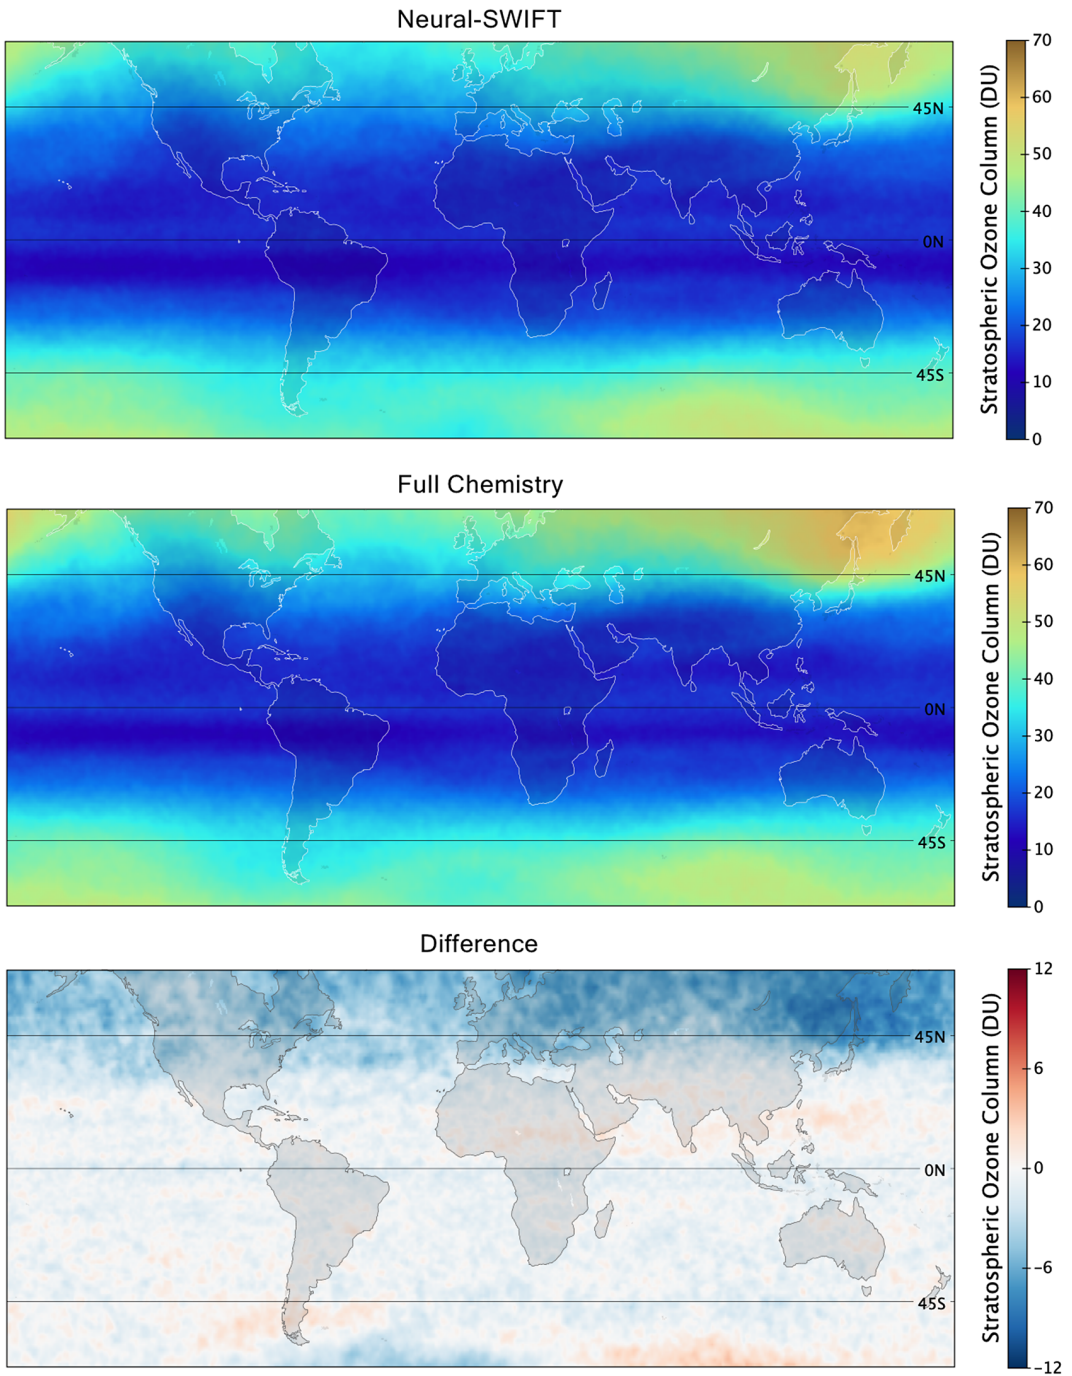 Neural-SWIFT
45N
0N
45S
70
60
50
40
30
20
10
0
Stratospheric Ozone Column (DU)
Full Chemistry
45N
0N
45S
70
60
50
40
30
20
10
0
Stratospheric Ozone Column (DU)
Difference
45N
0N
45S
12
6
0
−6
−12
Stratospheric Ozone Column (DU)